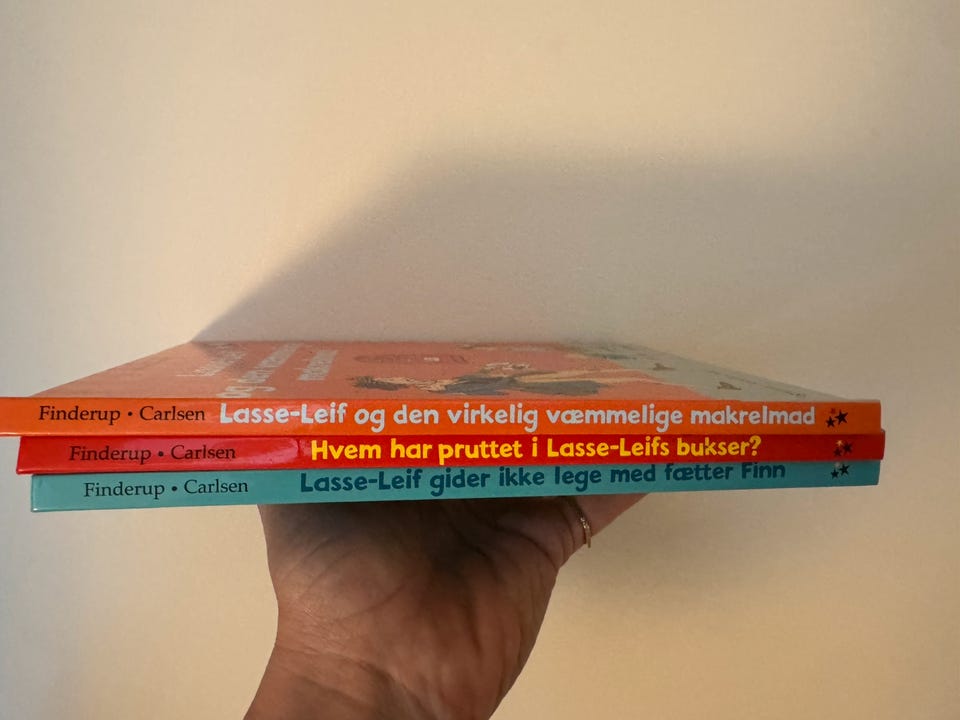 Finderup • Carlsen Lasse-Leif og den virkelig væmmelige makrelmad
Finderup • Carlsen Hvem har pruttet i Lasse-Leifs bukser?
Finderup • Carlsen Lasse-Leif gider ikke lege med fætter Finn